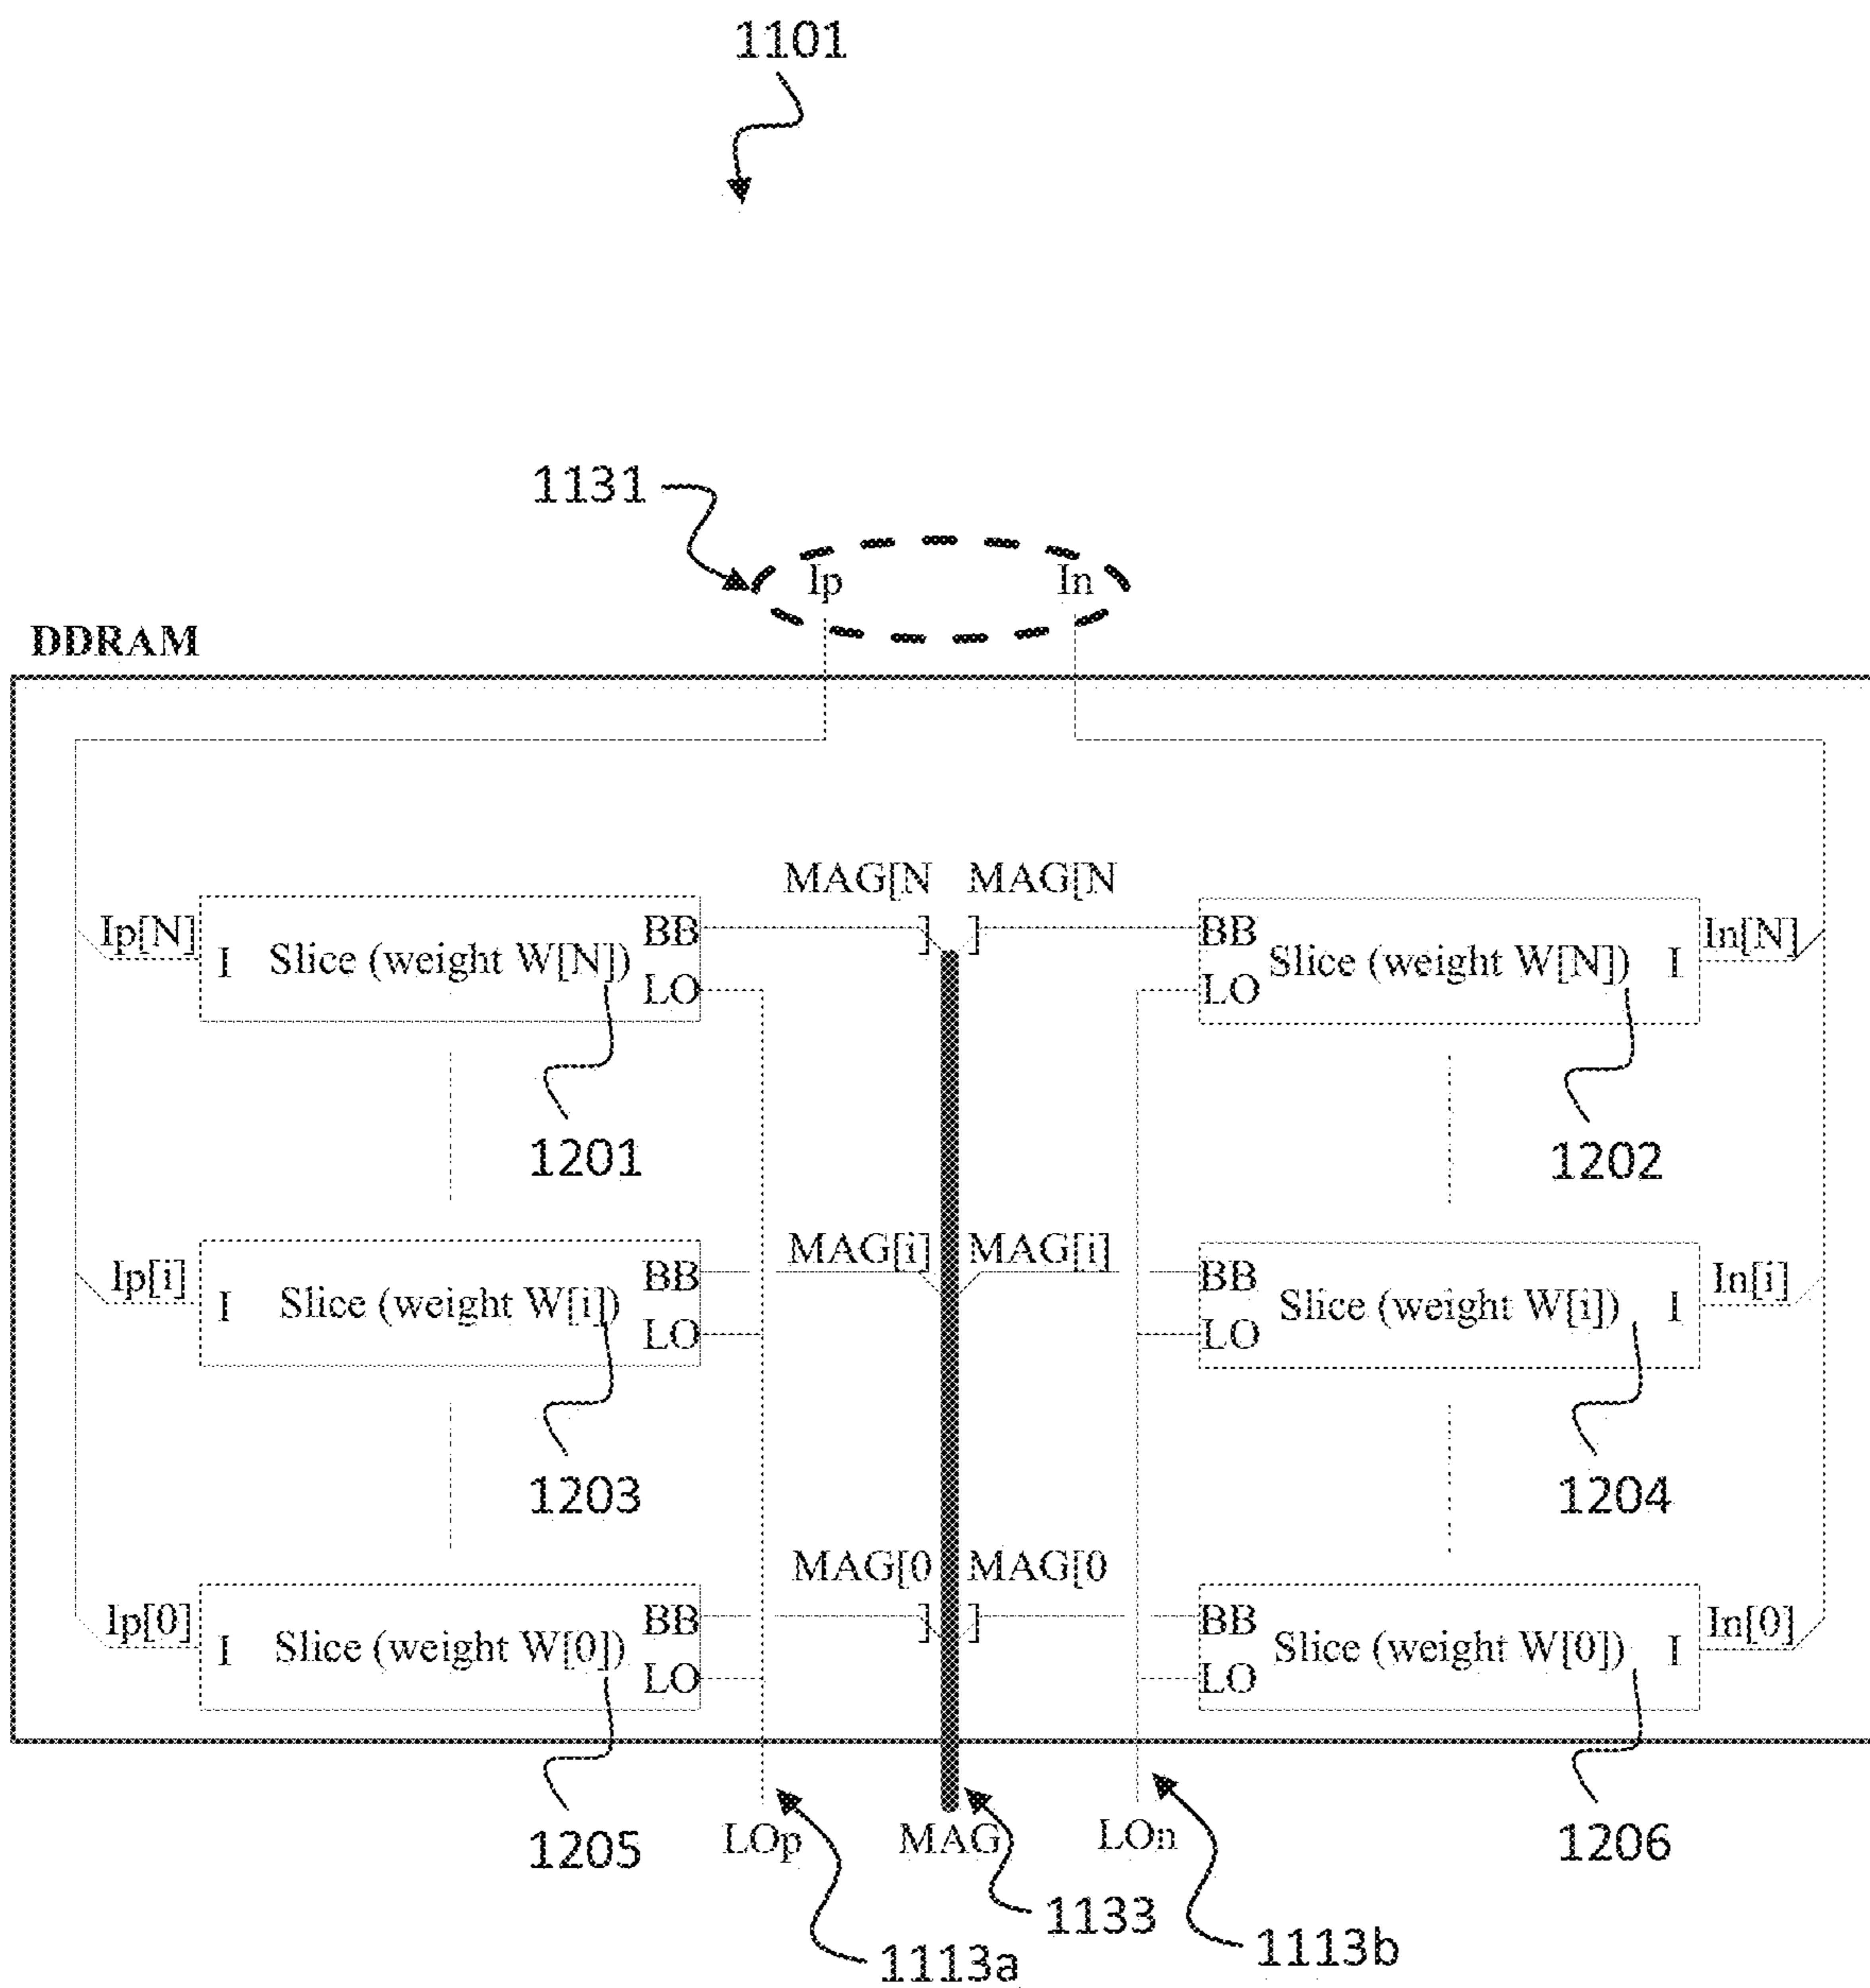 1101
1131
Ip In
DDRAM
MAG[N MAG[N
Ip[N] I Slice (weight W[N]) BB ] ] BB Slice (weight W[N]) I In[N]
LO LO
1201 1202
MAG[i] MAG[i]
Ip[i] I Slice (weight W[i]) BB BB Slice (weight W[i]) I In[i]
LO LO
1203 1204
MAG[0 MAG[0
Ip[0] I Slice (weight W[0]) BB ] ] BB Slice (weight W[0]) I In[0]
LO LO
1205 LOp MAG LOn 1206
1133
1113a 1113b